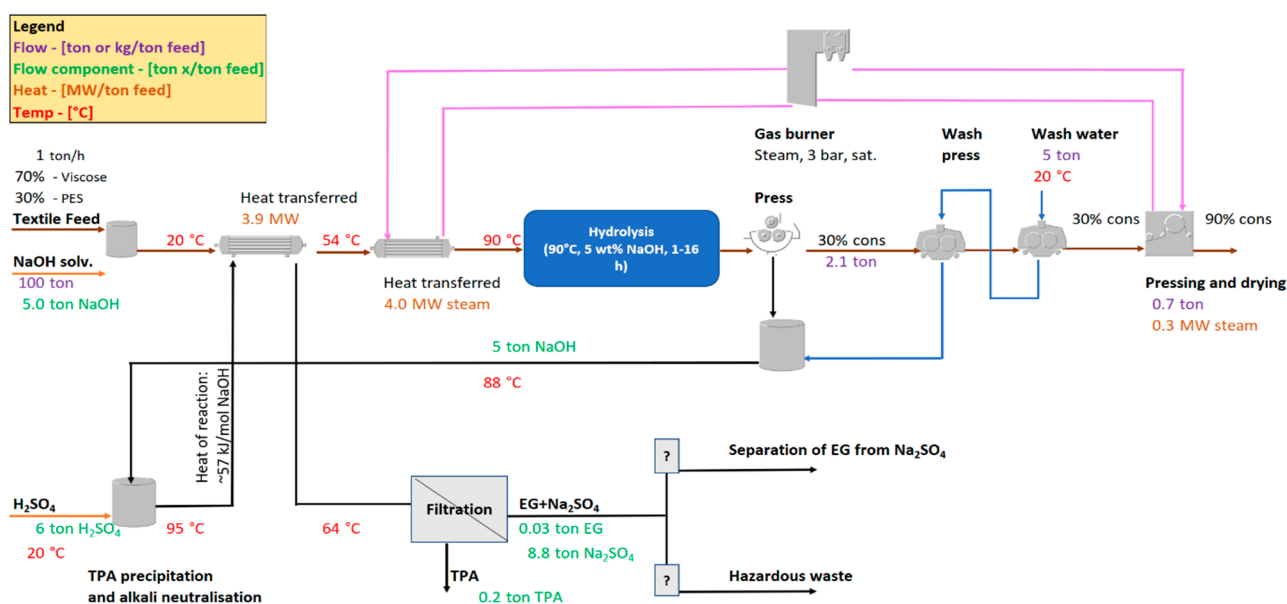 Legend
Flow - [ton or kg/ton feed]
Flow component - [ton x/ton feed]
Heat - [MW/ton feed]
Temp - [°C]
1 ton/h
70% - Viscose
30% - PES
Textile Feed
NaOH solv.
100 ton
5.0 ton NaOH
20 °C
Heat transferred
3.9 MW
54 °C
Heat transferred
4.0 MW steam
90 °C
Hydrolysis
(90°C, 5 wt% NaOH, 1-16
h)
Gas burner
Steam, 3 bar, sat.
Press
30% cons
2.1 ton
Wash
press
Wash water
5 ton
20 °C
30% cons
90% cons
Pressing and drying
0.7 ton
0.3 MW steam
5 ton NaOH
88 °C
Heat of reaction:
~57 kJ/mol NaOH
H₂SO₄
6 ton H₂SO₄
20 °C
95 °C
TPA precipitation
and alkali neutralisation
64 °C
Filtration
TPA
0.2 ton TPA
EG+Na₂SO₄
0.03 ton EG
8.8 ton Na₂SO₄
?
Separation of EG from Na₂SO₄
?
Hazardous waste